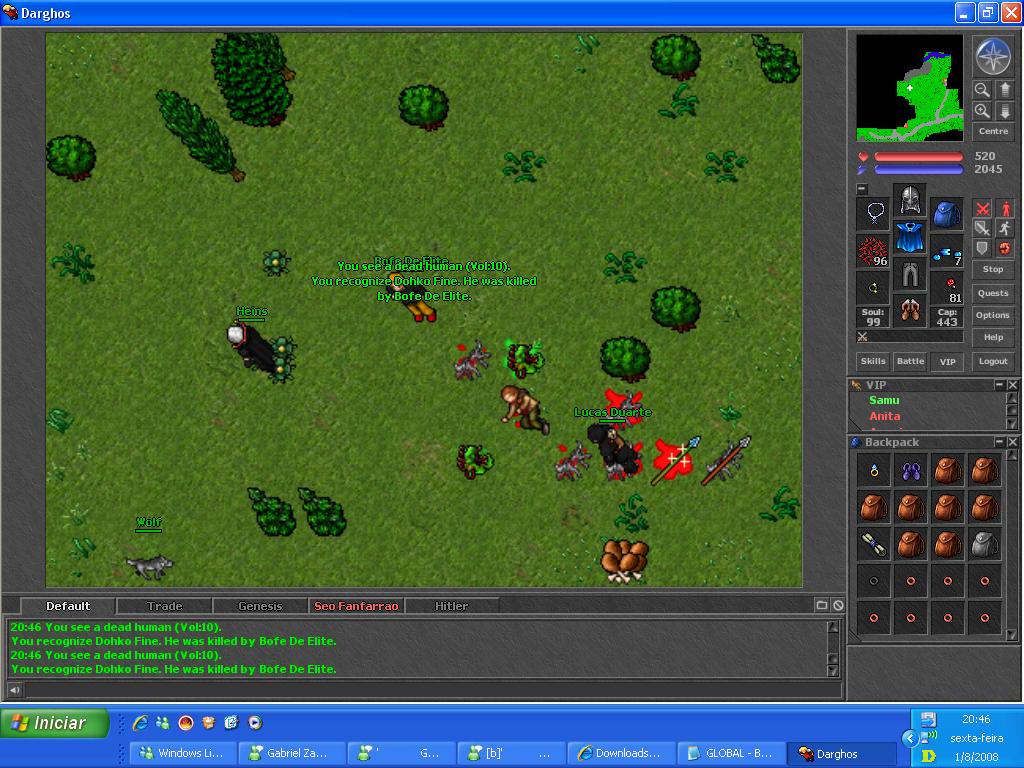 Darghos
Centre
520
2045
Bofe De Elite
You see a dead human (Vol:10).
You recognize Dohko Fine. He was killed
by Bofe De Elite.
Heins
Lucas Duarte
Wolf
96
7
81
Soul:
99
Cap:
443
Stop
Quests
Options
Help
Skills
Battle
VIP
Logout
VIP
Samu
Anita
Backpack
Default
Trade
Genesis
Seo Fanfarrao
Hitler
20:46 You see a dead human (Vol:10).
You recognize Dohko Fine. He was killed by Bofe De Elite.
20:46 You see a dead human (Vol:10).
You recognize Dohko Fine. He was killed by Bofe De Elite.
Iniciar
Windows Li...
Gabriel Za...
' G...
[b]' ...
Downloads...
GLOBAL - B...
Darghos
20:46
sexta-feira
1/8/2008